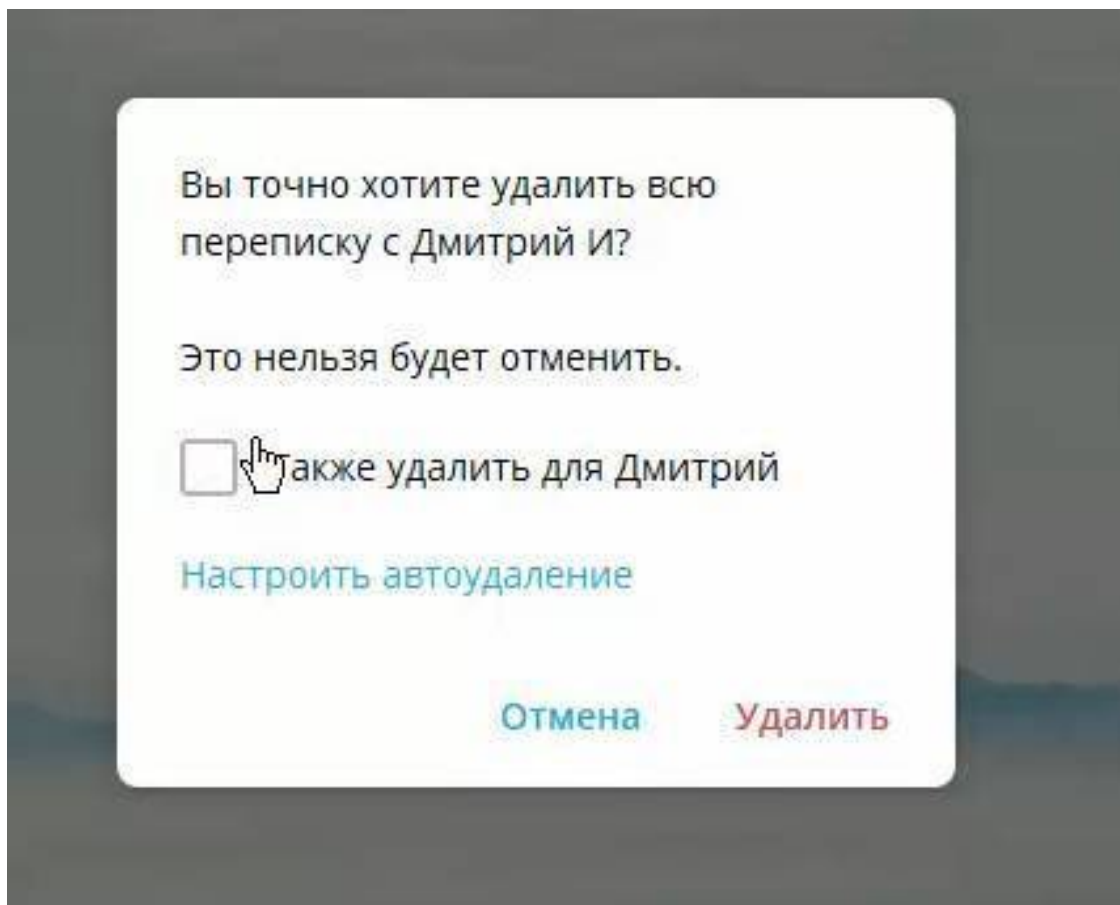 Вы точно хотите удалить всю
переписку с Дмитрий И?
Это нельзя будет отменить.
также удалить для Дмитрий
Настроить автоудаление
Отмена Удалить